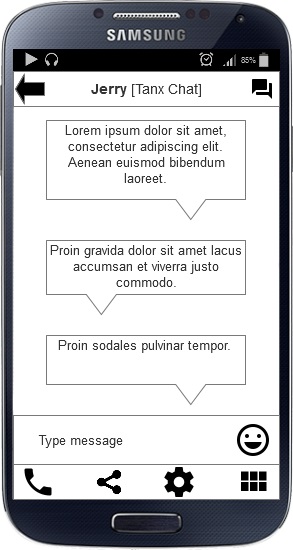 SAMSUNG
85%
Jerry [Tanx Chat]
Lorem ipsum dolor sit amet,
consectetur adipiscing elit.
Aenean euismod bibendum
laoreet.
Proin gravida dolor sit amet lacus
accumsan et viverra justo
commodo.
Proin sodales pulvinar tempor.
Type message